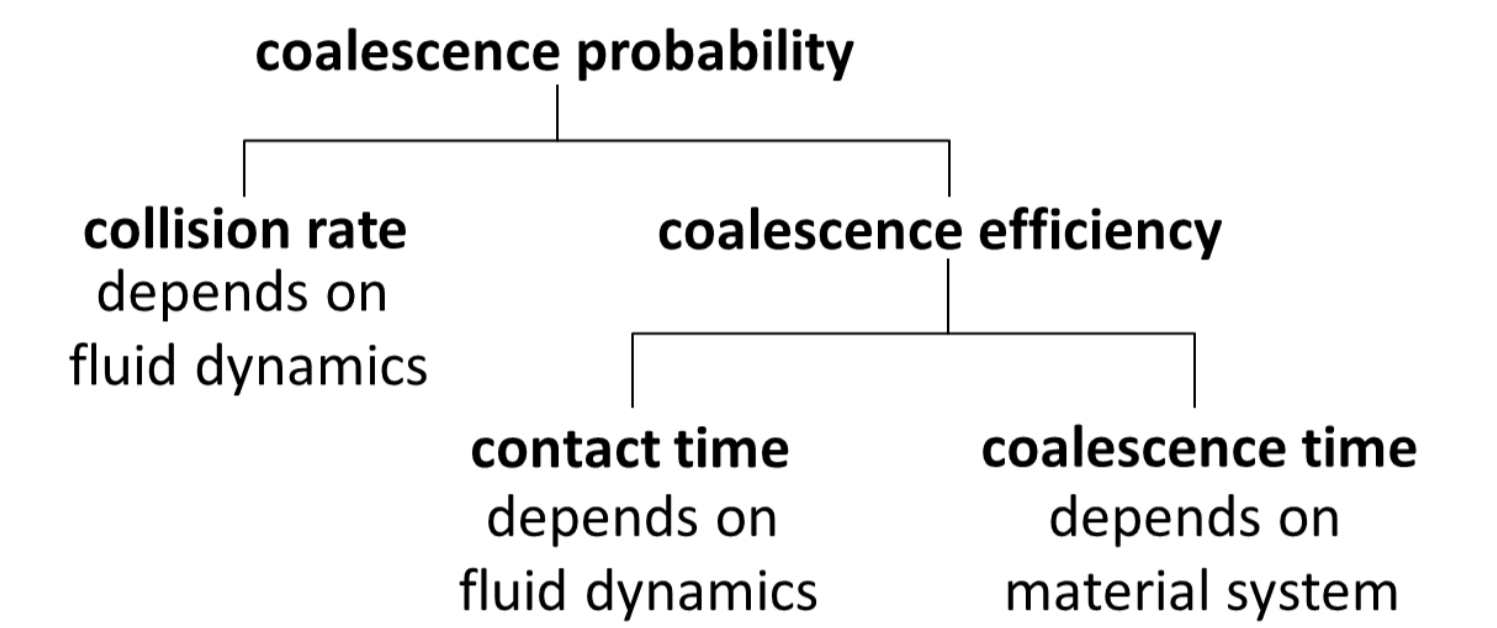 coalescence probability
collision rate
depends on
fluid dynamics
coalescence efficiency
contact time
depends on
fluid dynamics
coalescence time
depends on
material system